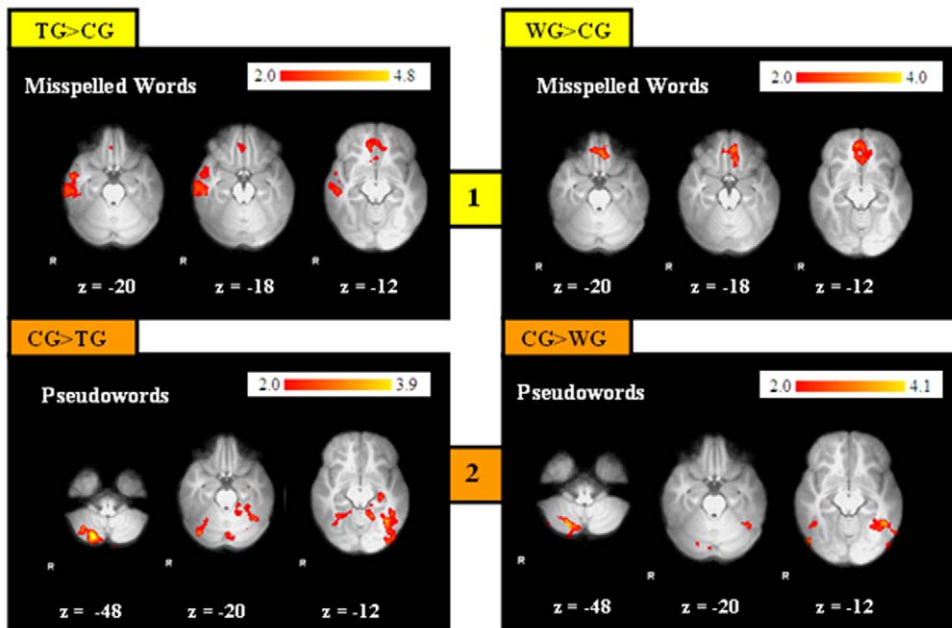 TG>CG
2.0 4.8
Misspelled Words
R R R
z = -20 z = -18 z = -12
WG>CG
2.0 4.0
Misspelled Words
R R R
z = -20 z = -18 z = -12
1
CG>TG
2.0 3.9
Pseudowords
R R R
z = -48 z = -20 z = -12
CG>WG
2.0 4.1
Pseudowords
R R R
z = -48 z = -20 z = -12
2